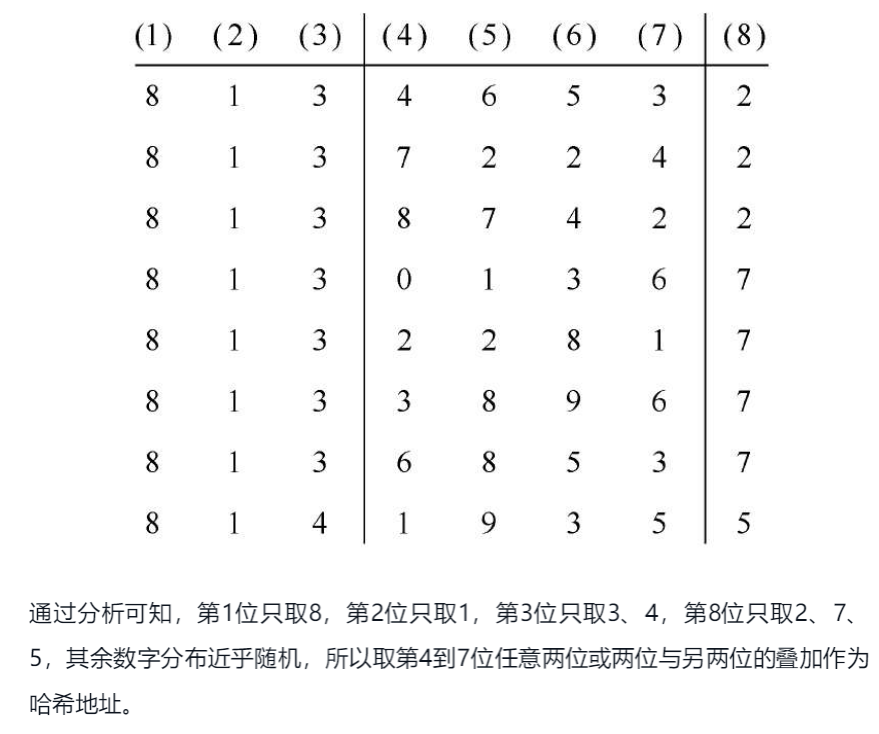 (1) (2) (3) (4) (5) (6) (7) (8)
8 1 3 4 6 5 3 2
8 1 3 7 2 2 4 2
8 1 3 8 7 4 2 2
8 1 3 0 1 3 6 7
8 1 3 2 2 8 1 7
8 1 3 3 8 9 6 7
8 1 3 6 8 5 3 7
8 1 4 1 9 3 5 5
通过分析可知，第1位只取8，第2位只取1，第3位只取3、4，第8位只取2、7、
5，其余数字分布近乎随机，所以取第4到7位任意两位或两位与另两位的叠加作为
哈希地址。